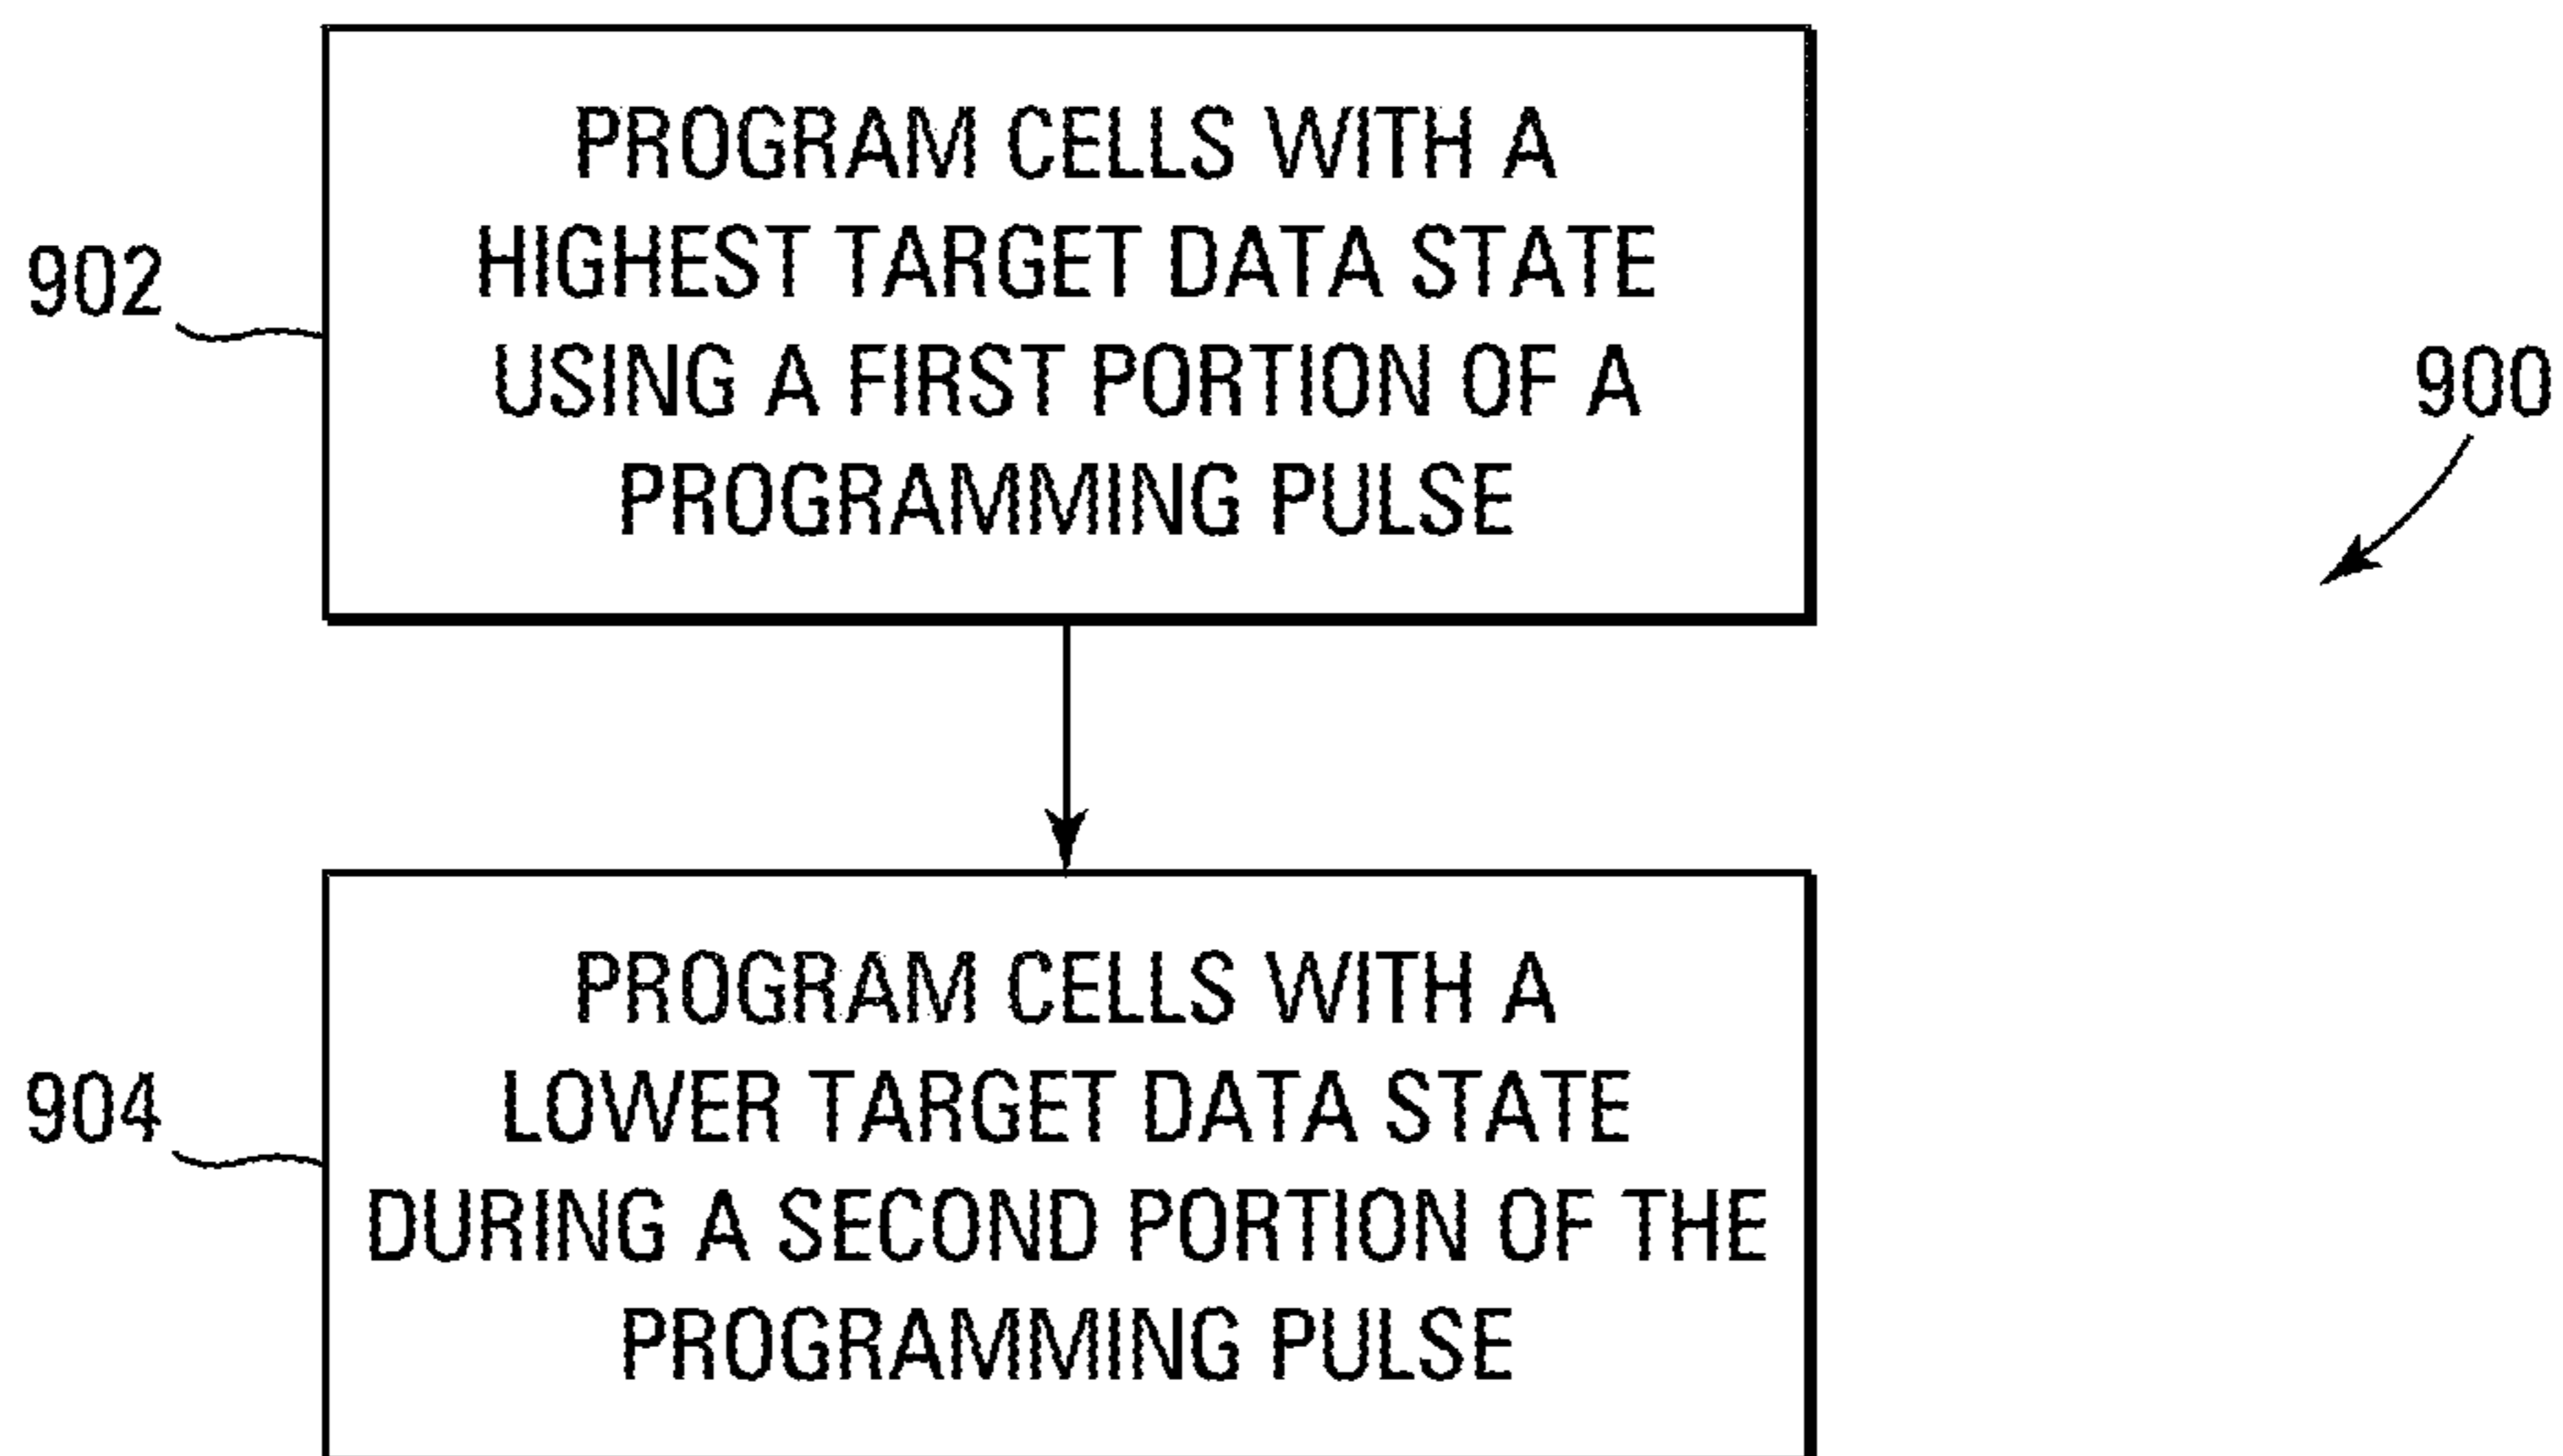 PROGRAM CELLS WITH A
HIGHEST TARGET DATA STATE
USING A FIRST PORTION OF A
PROGRAMMING PULSE
902
900
PROGRAM CELLS WITH A
LOWER TARGET DATA STATE
DURING A SECOND PORTION OF THE
PROGRAMMING PULSE
904